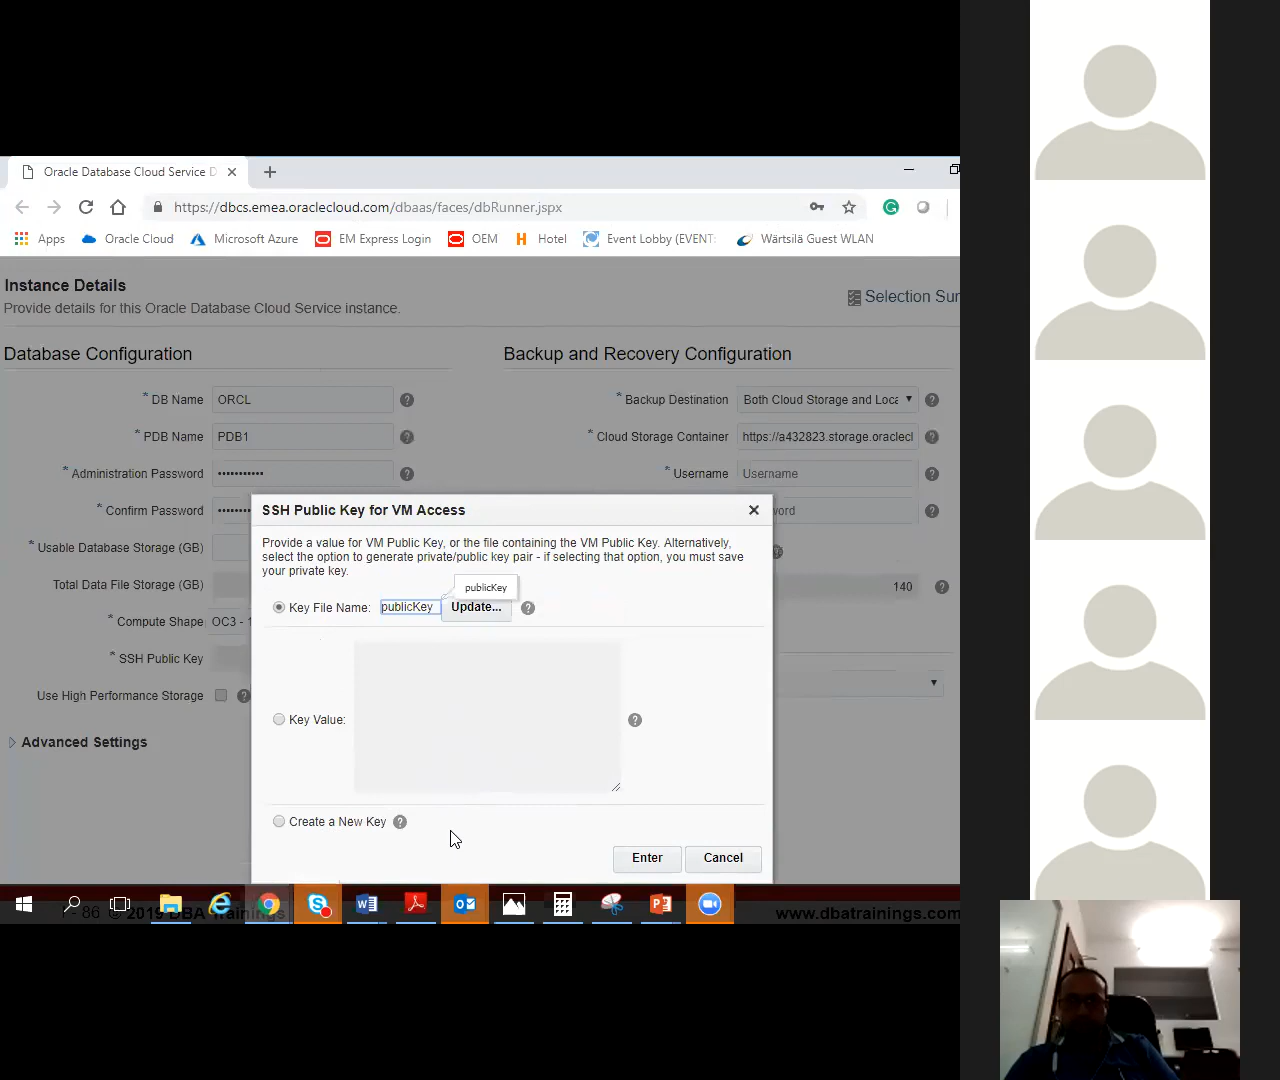 Oracle Database Cloud Service D
https://dbcs.emea.oraclecloud.com/dbaas/faces/dbRunner.jspx
Apps Oracle Cloud Microsoft Azure EM Express Login OEM Hotel Event Lobby (EVENT: Wärtsilä Guest WLAN
Instance Details
Provide details for this Oracle Database Cloud Service instance.
Selection Sur
Database Configuration
* DB Name ORCL
* PDB Name PDB1
* Administration Password •••••••••••
* Confirm Password ••••••••
* Usable Database Storage (GB)
Total Data File Storage (GB)
* Compute Shape OC3 - 1
* SSH Public Key
Use High Performance Storage
Advanced Settings
Backup and Recovery Configuration
* Backup Destination Both Cloud Storage and Loca
* Cloud Storage Container https://a432823.storage.oraclecl
* Username Username
word
140
SSH Public Key for VM Access
Provide a value for VM Public Key, or the file containing the VM Public Key. Alternatively,
select the option to generate private/public key pair - if selecting that option, you must save
your private key.
publicKey
Key File Name: publicKey Update...
Key Value:
Create a New Key
Enter Cancel
- 86 © 2019 DBA Trainings
www.dbatrainings.com